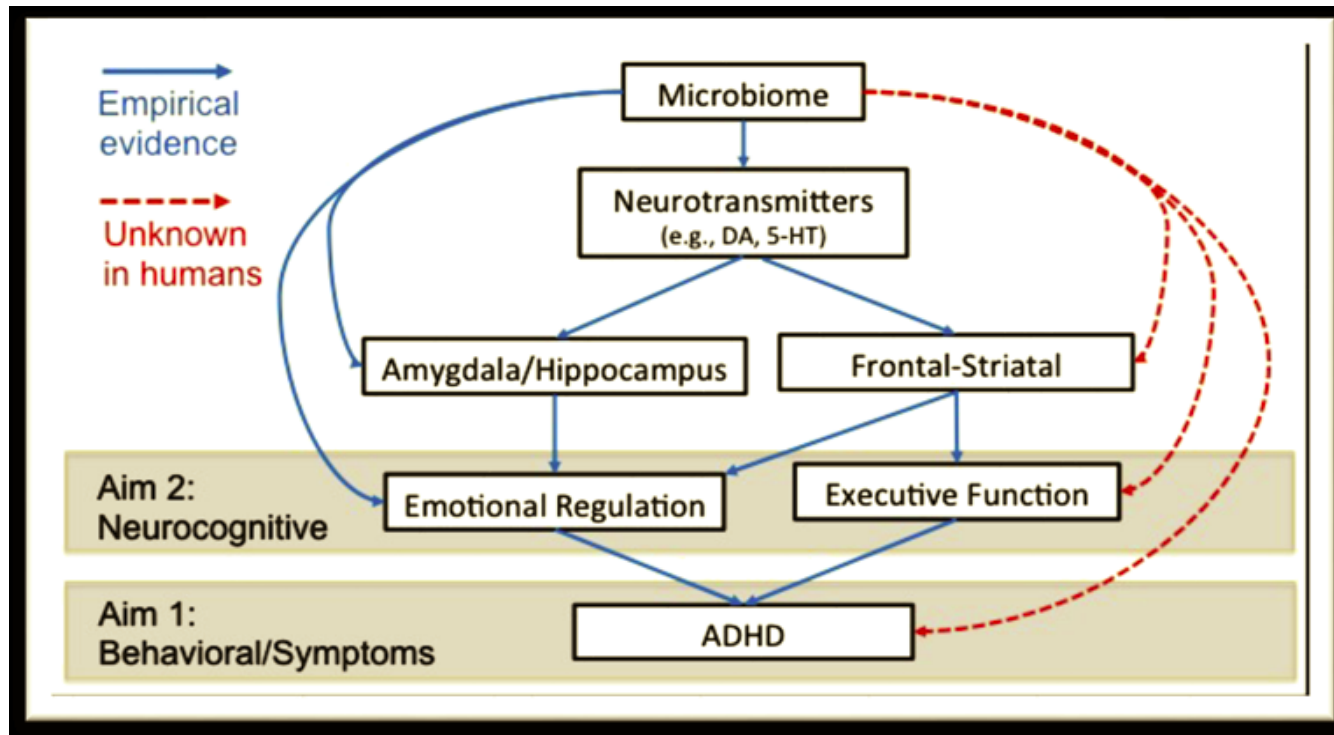 Empirical
evidence
Unknown
in humans
Microbiome
Neurotransmitters
(e.g., DA, 5-HT)
Amygdala/Hippocampus
Frontal-Striatal
Aim 2:
Neurocognitive
Emotional Regulation
Executive Function
Aim 1:
Behavioral/Symptoms
ADHD